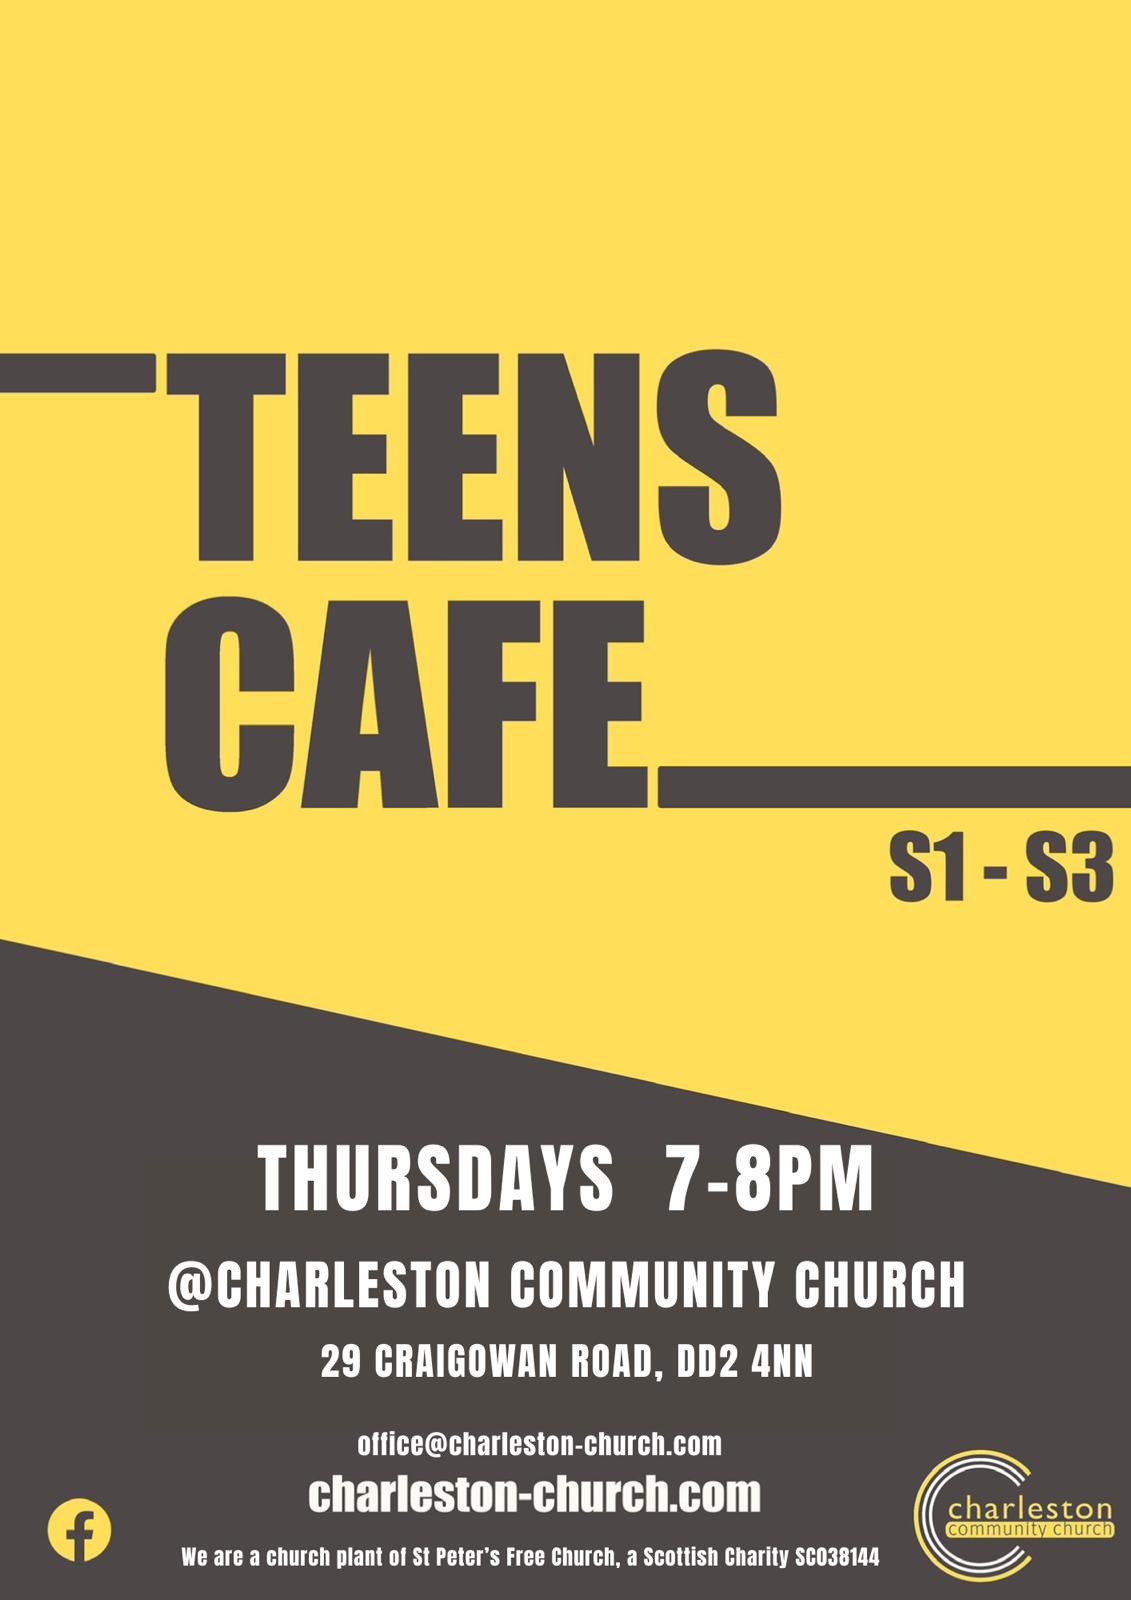 TEENS
CAFE
S1 - S3
THURSDAYS 7-8PM
@CHARLESTON COMMUNITY CHURCH
29 CRAIGOWAN ROAD, DD2 4NN
office@charleston-church.com
charleston-church.com
We are a church plant of St Peter's Free Church, a Scottish Charity SC038144
charleston
community church